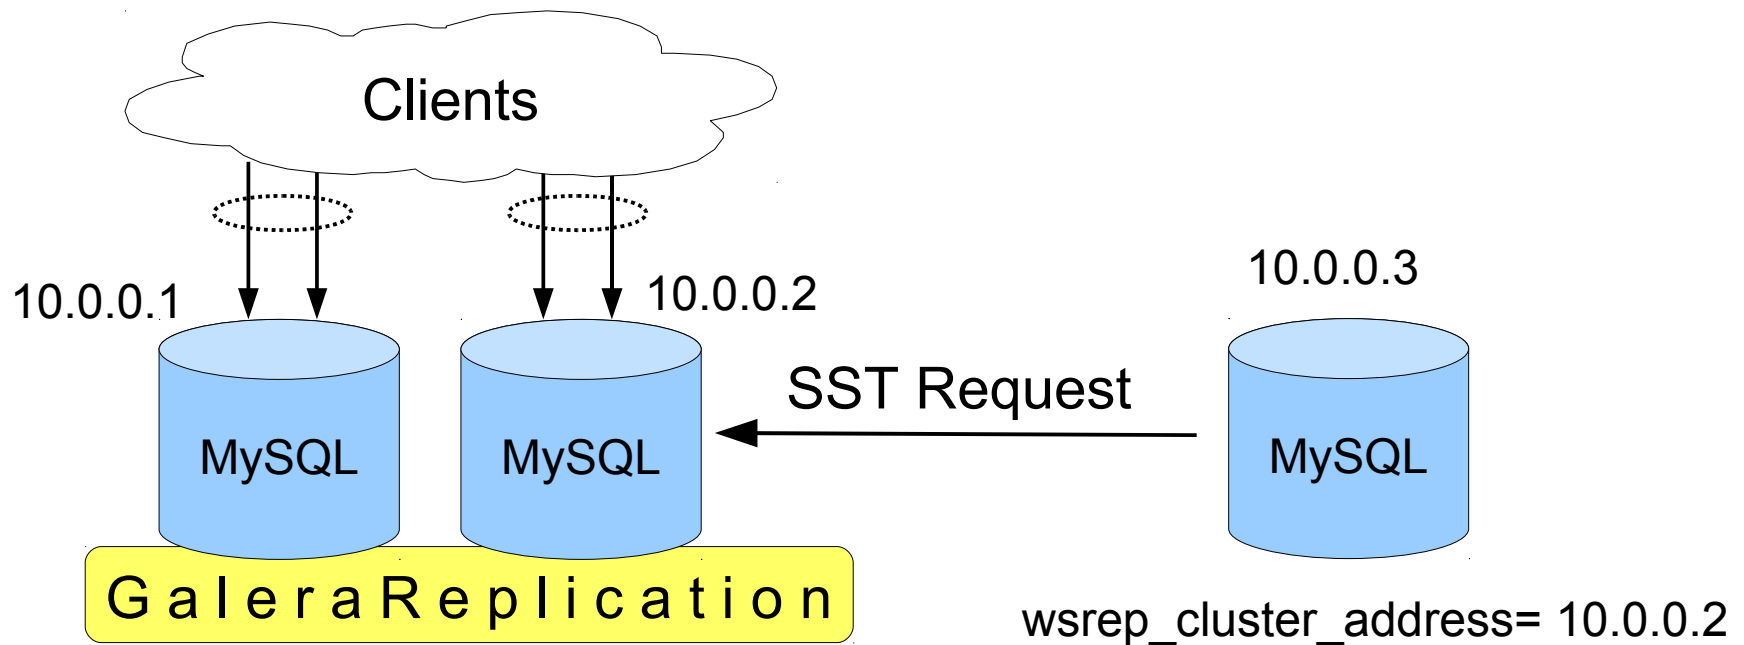 Clients
10.0.0.1
10.0.0.2
10.0.0.3
SST Request
MySQL
MySQL
MySQL
GaleraReplication
wsrep_cluster_address= 10.0.0.2